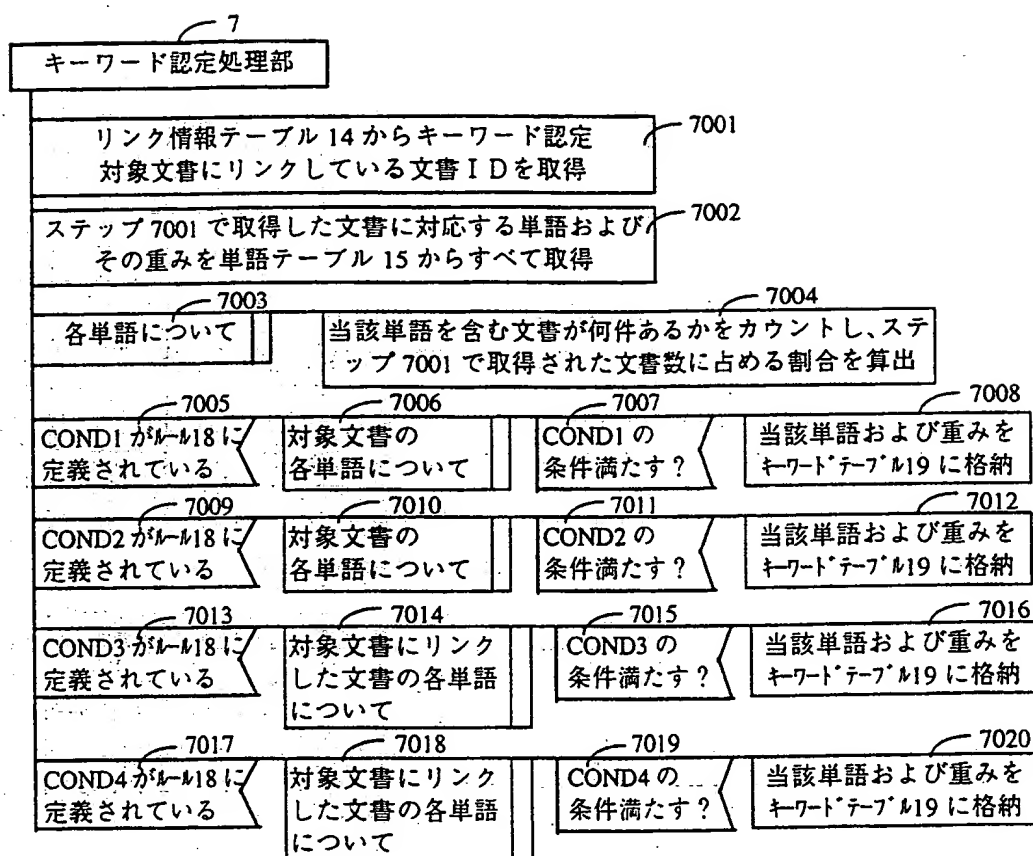 7
キーワード認定処理部
7001
リンク情報テーブル 14 からキーワード認定
対象文書にリンクしている文書ＩＤを取得
7002
ステップ 7001 で取得した文書に対応する単語および
その重みを単語テーブル 15 からすべて取得
7003
各単語について
7004
当該単語を含む文書が何件あるかをカウントし、ステ
ップ 7001 で取得された文書数に占める割合を算出
7005
COND1 がﾙｰﾙ18 に
定義されている
7006
対象文書の
各単語について
7007
COND1 の
条件満たす？
7008
当該単語および重みを
ｷｰﾜｰﾄﾞﾃｰﾌﾞﾙ19 に格納
7009
COND2 がﾙｰﾙ18 に
定義されている
7010
対象文書の
各単語について
7011
COND2 の
条件満たす？
7012
当該単語および重みを
ｷｰﾜｰﾄﾞﾃｰﾌﾞﾙ19 に格納
7013
COND3 がﾙｰﾙ18 に
定義されている
7014
対象文書にリンク
した文書の各単語
について
7015
COND3 の
条件満たす？
7016
当該単語および重みを
ｷｰﾜｰﾄﾞﾃｰﾌﾞﾙ19 に格納
7017
COND4 がﾙｰﾙ18 に
定義されている
7018
対象文書にリンク
した文書の各単語
について
7019
COND4 の
条件満たす？
7020
当該単語および重みを
ｷｰﾜｰﾄﾞﾃｰﾌﾞﾙ19 に格納